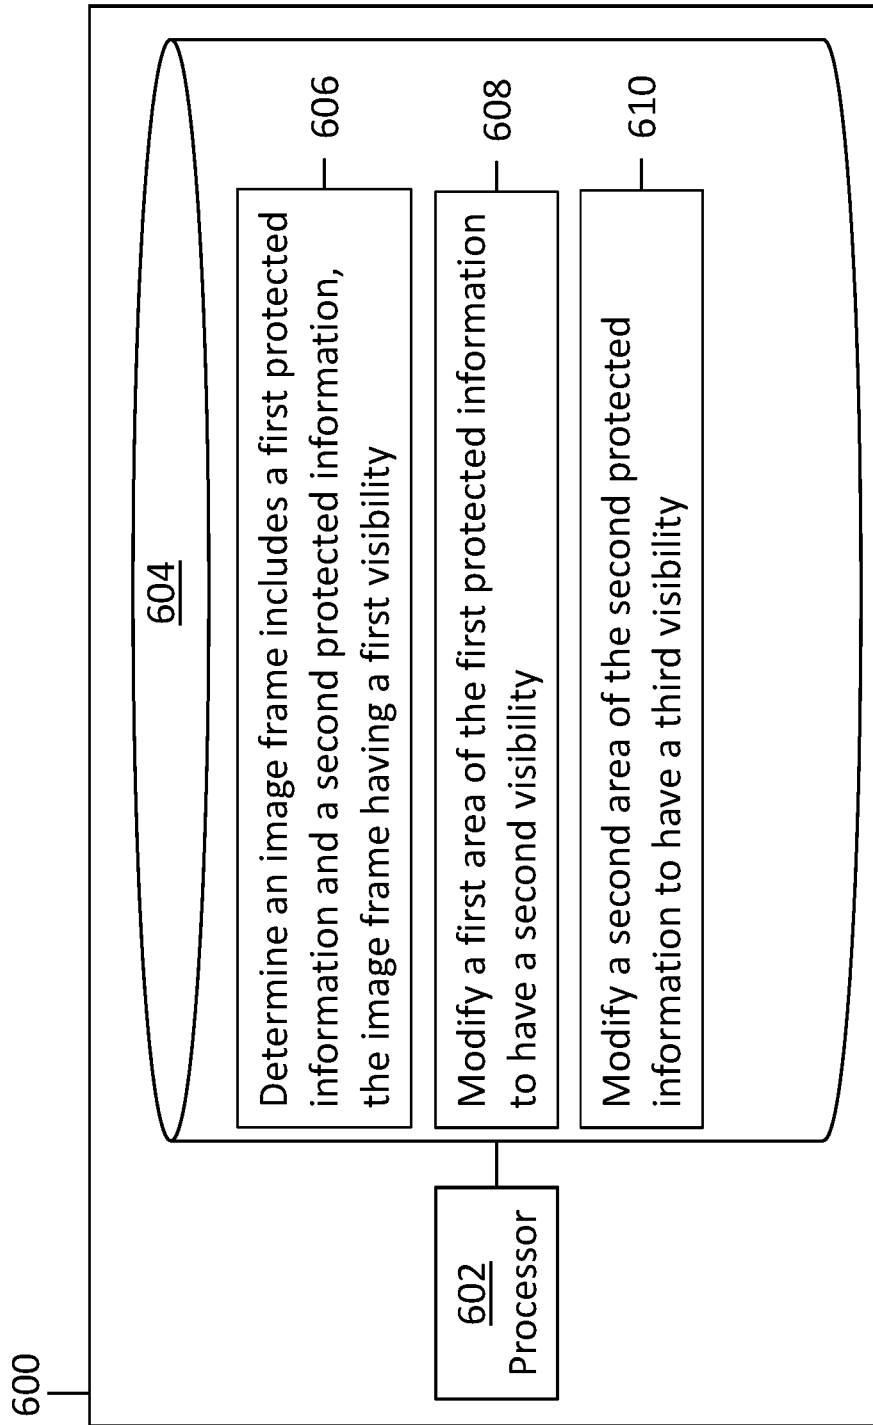 600
604
602
Processor
Determine an image frame includes a first protected
information and a second protected information,
the image frame having a first visibility
606
Modify a first area of the first protected information
to have a second visibility
608
Modify a second area of the second protected
information to have a third visibility
610